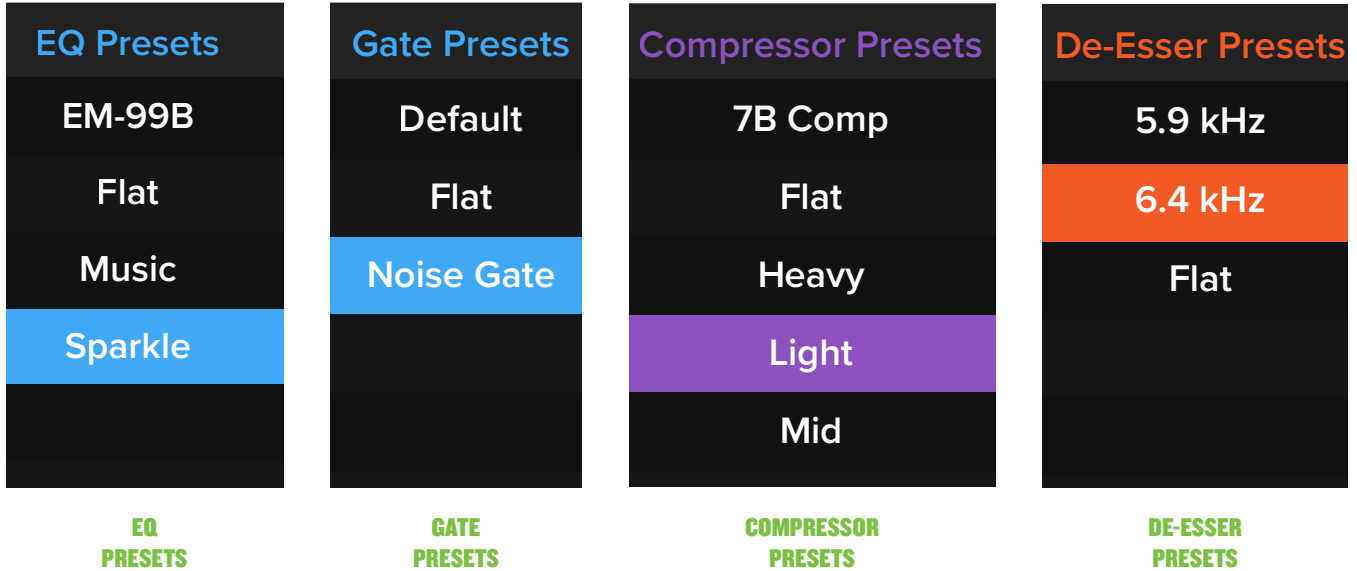 EQ Presets
EM-99B
Flat
Music
Sparkle
Gate Presets
Default
Flat
Noise Gate
Compressor Presets
7B Comp
Flat
Heavy
Light
Mid
De-Esser Presets
5.9 kHz
6.4 kHz
Flat
EQ
PRESETS
GATE
PRESETS
COMPRESSOR
PRESETS
DE-ESSER
PRESETS